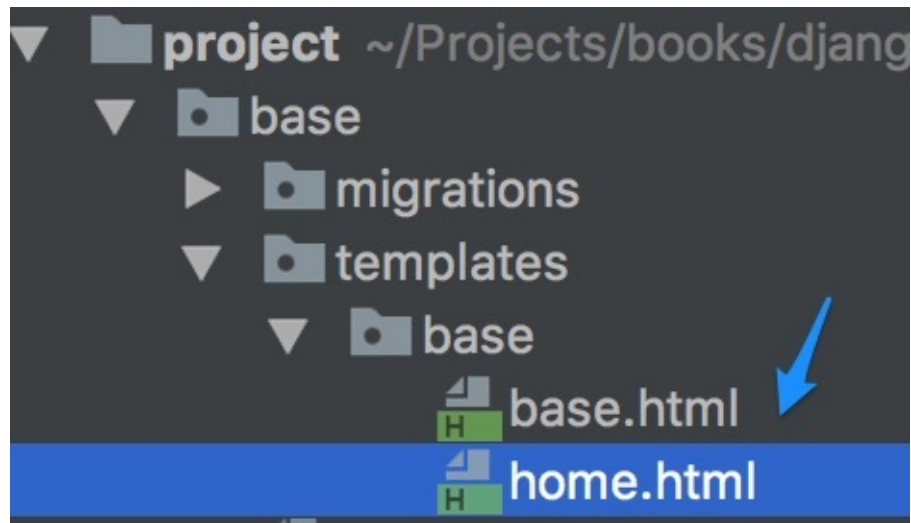 project ~/Projects/books/djang
base
migrations
templates
base
H base.html
H home.html